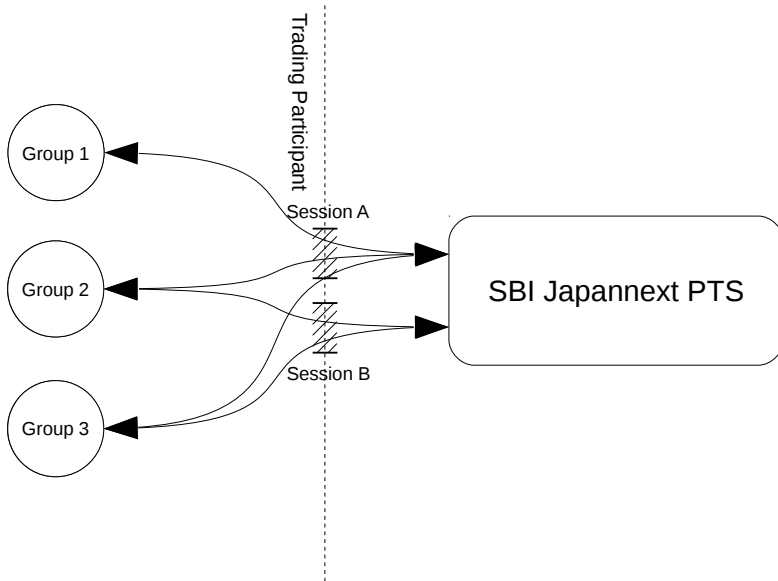 Trading Participant
Group 1
Session A
Group 2
SBI Japannext PTS
Session B
Group 3